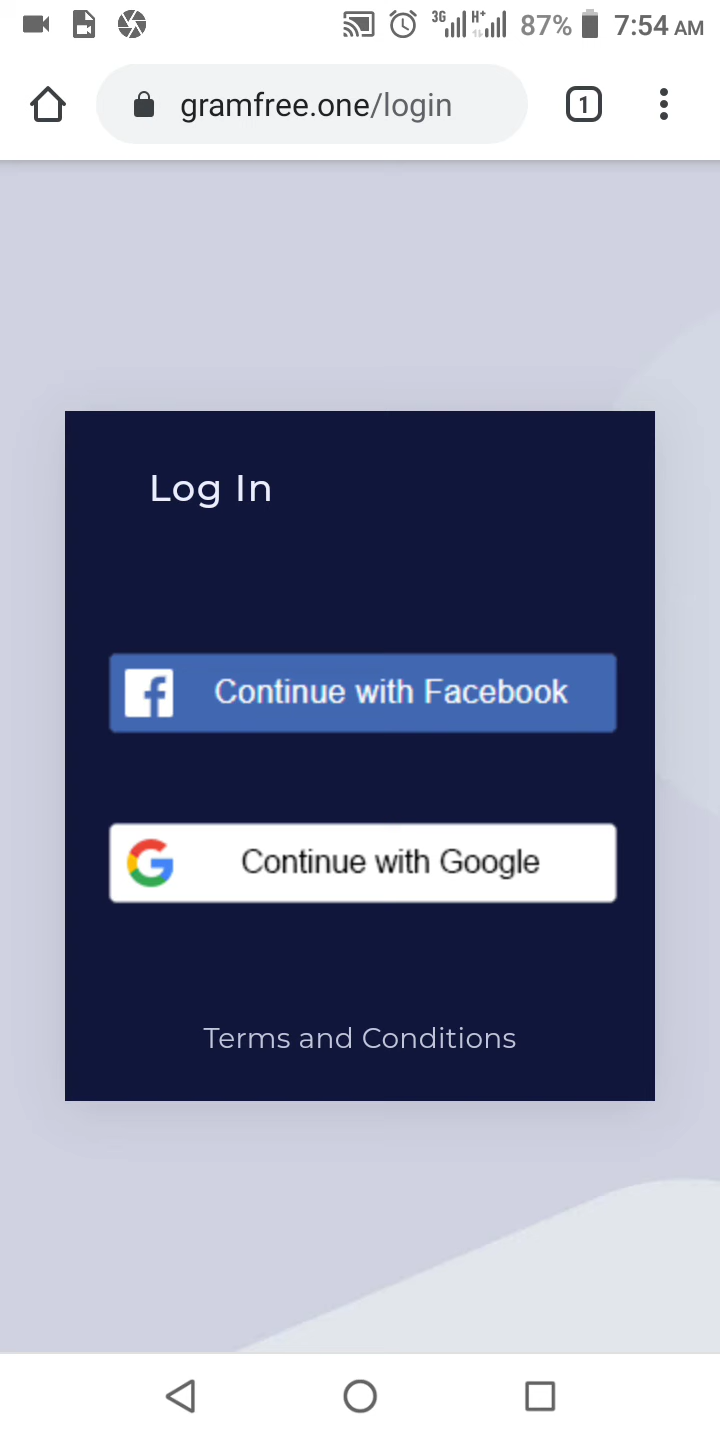 3G H+ 87% 7:54 AM
gramfree.one/login 1
Log In
Continue with Facebook
Continue with Google
Terms and Conditions